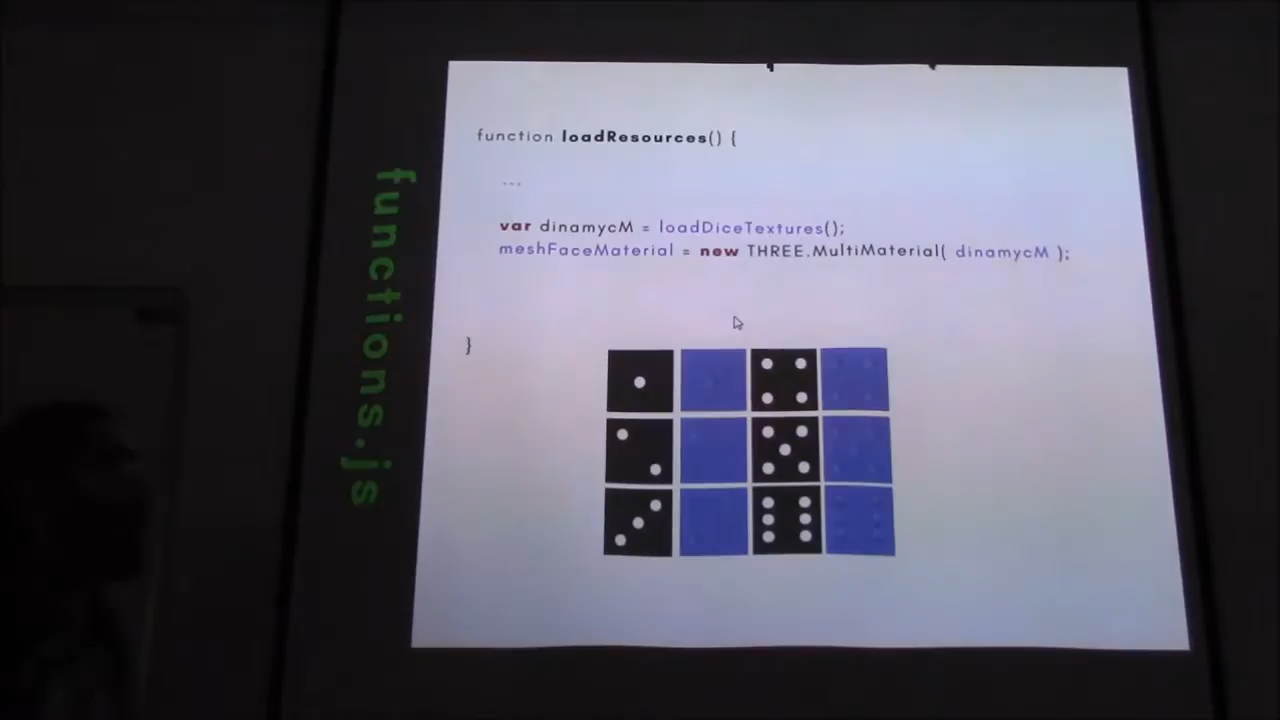 functions.js
function loadResources() {
...
var dinamycM = loadDiceTextures();
meshFaceMaterial = new THREE.MultiMaterial( dinamycM );
}